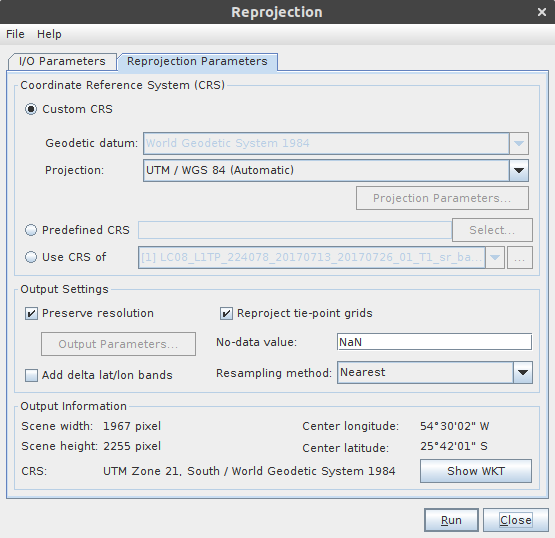 Reprojection
File Help
I/O Parameters Reprojection Parameters
Coordinate Reference System (CRS)
Custom CRS
Geodetic datum: World Geodetic System 1984
Projection: UTM / WGS 84 (Automatic)
Projection Parameters...
Predefined CRS Select...
Use CRS of [1] LC08_L1TP_224078_20170713_20170726_01_T1_sr_ba... ...
Output Settings
Preserve resolution Reproject tie-point grids
Output Parameters... No-data value: NaN
Add delta lat/lon bands Resampling method: Nearest
Output Information
Scene width: 1967 pixel Center longitude: 54°30'02" W
Scene height: 2255 pixel Center latitude: 25°42'01" S
CRS: UTM Zone 21, South / World Geodetic System 1984 Show WKT
Run Close